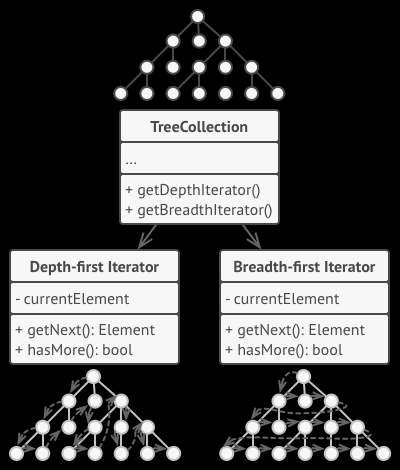 TreeCollection
...
+ getDepthIterator()
+ getBreadthIterator()
Depth-first Iterator
- currentElement
+ getNext(): Element
+ hasMore(): bool
Breadth-first Iterator
- currentElement
+ getNext(): Element
+ hasMore(): bool